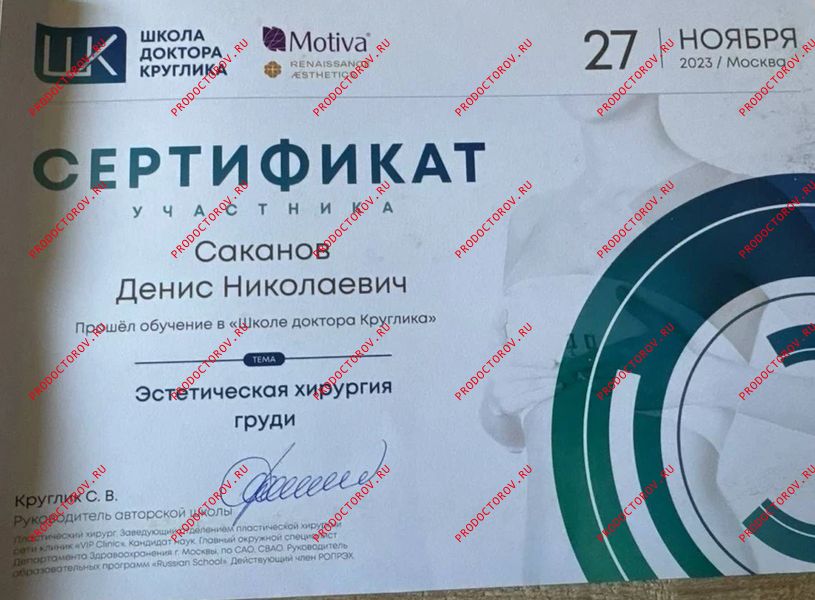 ШК
ШКОЛА
ДОКТОРА
КРУГЛИКА
Motiva®
RENAISSANCE
ÆSTHETICS
27
НОЯБРЯ
2023 / Москва
СЕРТИФИКАТ
УЧАСТНИКА
Саканов
Денис Николаевич
Прошёл обучение в «Школе доктора Круглика»
ТЕМА
Эстетическая хирургия
груди
Круглик С. В.
Руководитель авторской школы
Пластический хирург. Заведующий отделением пластической хирургии
сети клиник «VIP Clinic». Кандидат наук. Главный окружной специалист
Департамента Здравоохранения г. Москвы, по САО, СВАО. Руководитель
образовательных программ «Russian School». Действующий член РОПРЭХ.
PRODOCTOROV.RU